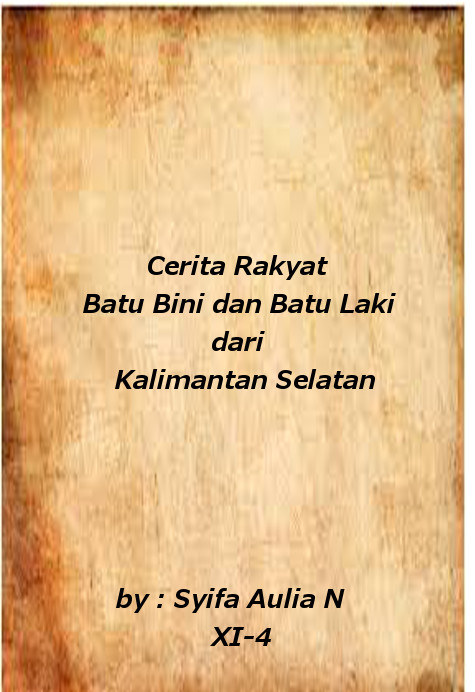 Cerita Rakyat
Batu Bini dan Batu Laki
dari
Kalimantan Selatan
by : Syifa Aulia N
XI-4